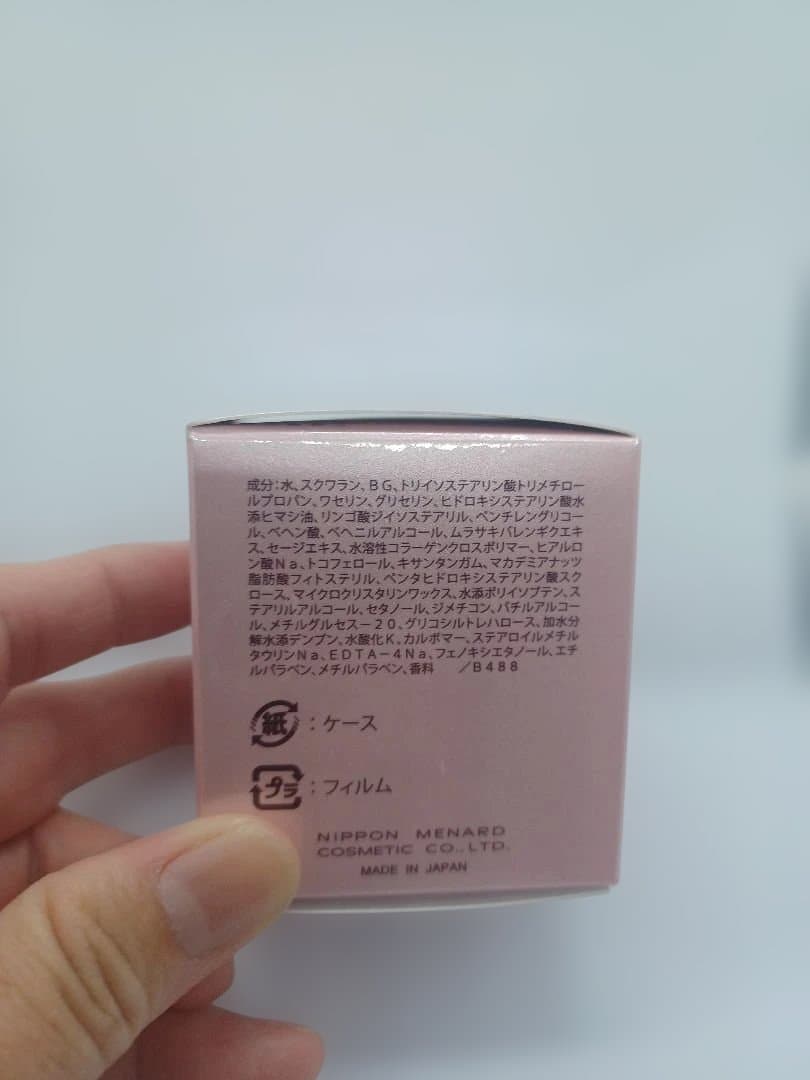 成分:水、スクワラン、BG、トリイソステアリン酸トリメチロー
ルプロパン、ワセリン、グリセリン、ヒドロキシステアリン酸水
添ヒマシ油、リンゴ酸ジイソステアリル、ペンチレングリコー
ル、ベヘン酸、ベヘニルアルコール、ムラサキバレンギクエキ
ス、セージエキス、水溶性コラーゲンクロスポリマー、ヒアルロ
ン酸Na、トコフェロール、キサンタンガム、マカデミアナッツ
脂肪酸フィトステリル、ペンタヒドロキシステアリン酸スク
ロース、マイクロクリスタリンワックス、水添ポリイソブテン、ス
テアリルアルコール、セタノール、ジメチコン、バチルアルコー
ル、メチルグルセス-20、グリコシルトレハロース、加水分
解水添デンプン、水酸化K、カルボマー、ステアロイルメチル
タウリンNa、EDTA-4Na、フェノキシエタノール、エチ
ルパラベン、メチルパラベン、香料 /B488
紙:ケース
プラ:フィルム
NIPPON MENARD
COSMETIC CO.,LTD.
MADE IN JAPAN